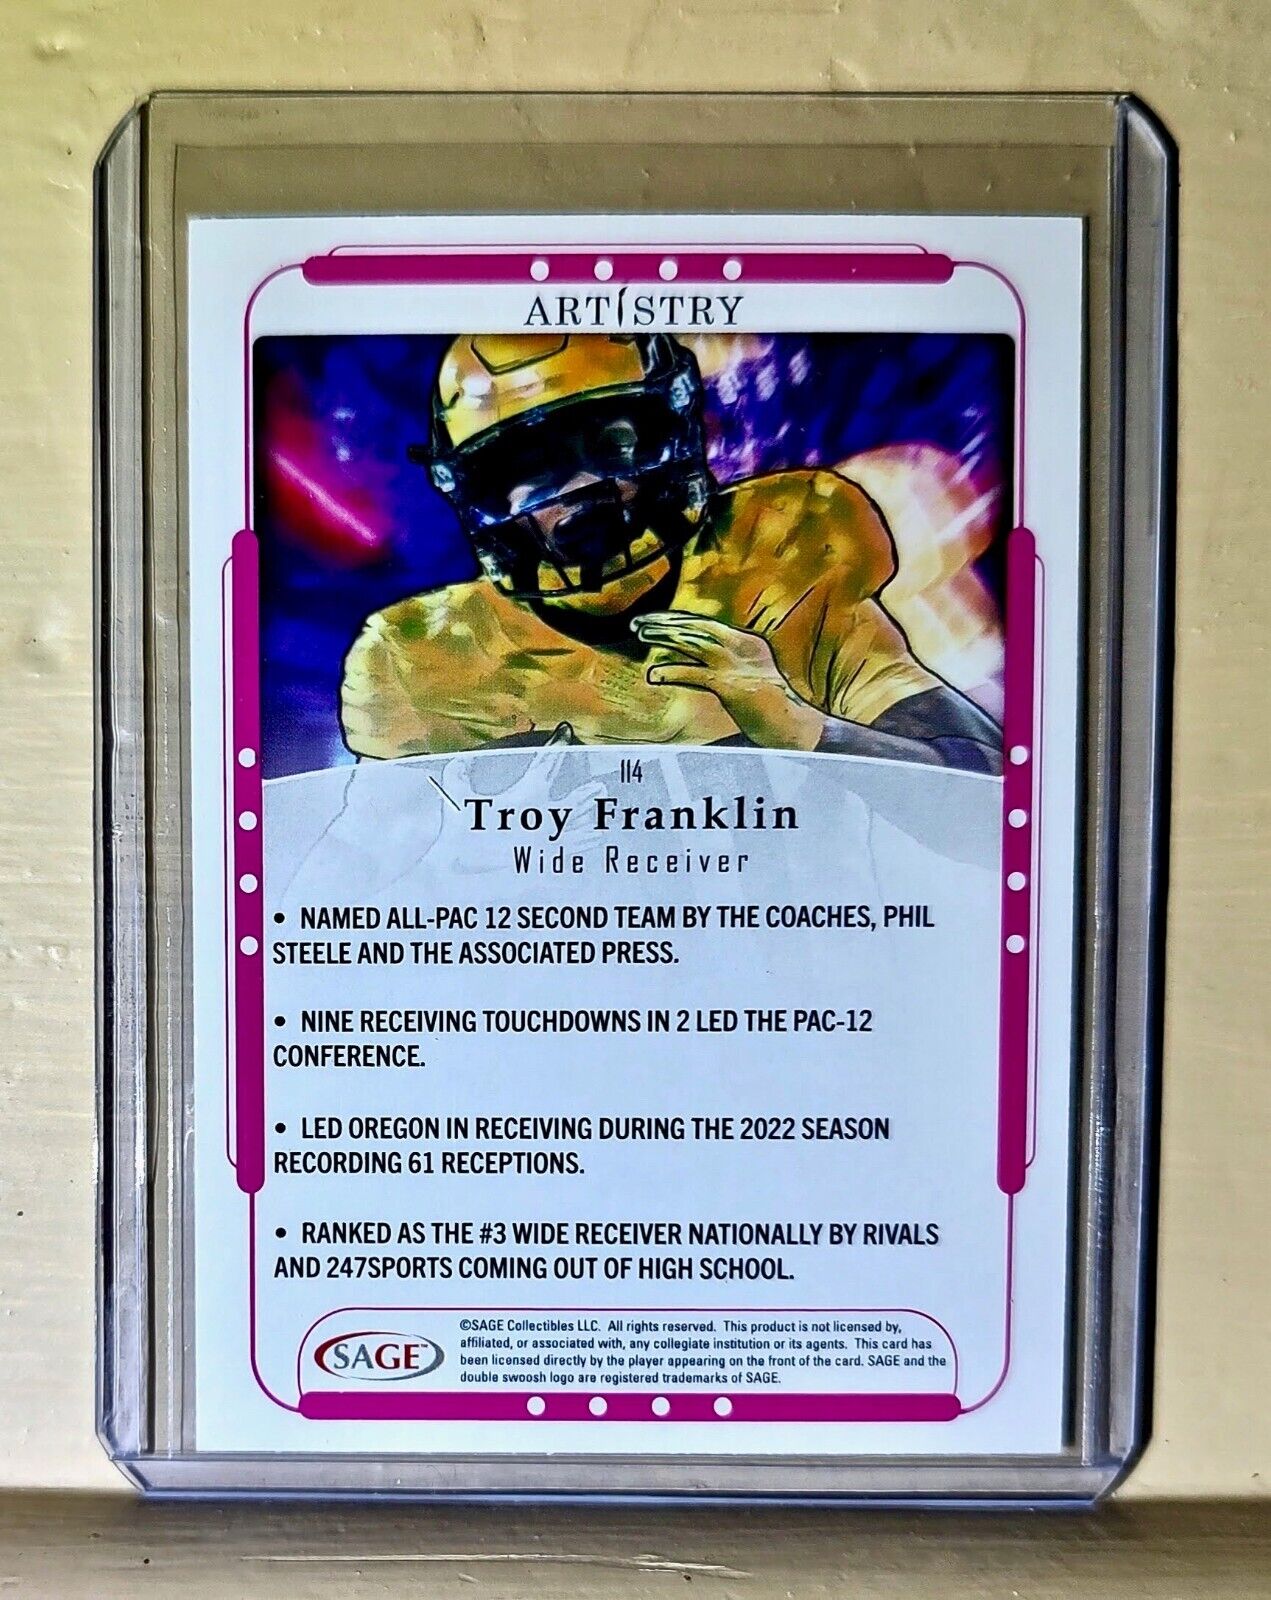 ARTISTRY
114
Troy Franklin
Wide Receiver
• NAMED ALL-PAC 12 SECOND TEAM BY THE COACHES, PHIL
STEELE AND THE ASSOCIATED PRESS.
• NINE RECEIVING TOUCHDOWNS IN 2 LED THE PAC-12
CONFERENCE.
• LED OREGON IN RECEIVING DURING THE 2022 SEASON
RECORDING 61 RECEPTIONS.
• RANKED AS THE #3 WIDE RECEIVER NATIONALLY BY RIVALS
AND 247SPORTS COMING OUT OF HIGH SCHOOL.
SAGE™
©SAGE Collectibles LLC. All rights reserved. This product is not licensed by,
affiliated, or associated with, any collegiate institution or its agents. This card has
been licensed directly by the player appearing on the front of the card. SAGE and the
double swoosh logo are registered trademarks of SAGE.